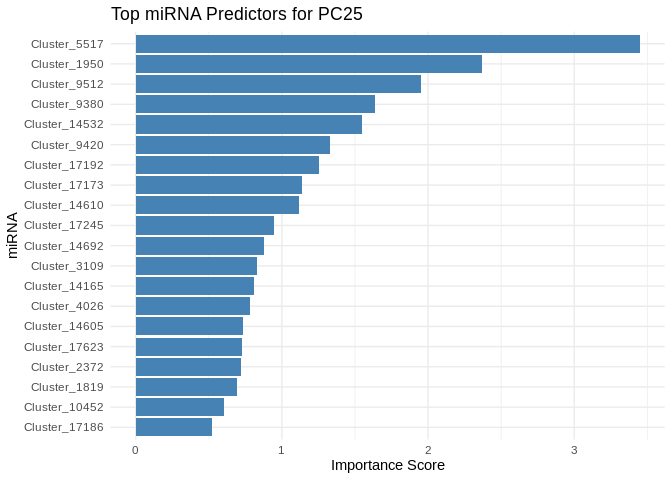 Top miRNA Predictors for PC25
miRNA
Cluster_5517
Cluster_1950
Cluster_9512
Cluster_9380
Cluster_14532
Cluster_9420
Cluster_17192
Cluster_17173
Cluster_14610
Cluster_17245
Cluster_14692
Cluster_3109
Cluster_14165
Cluster_4026
Cluster_14605
Cluster_17623
Cluster_2372
Cluster_1819
Cluster_10452
Cluster_17186
0 1 2 3
Importance Score